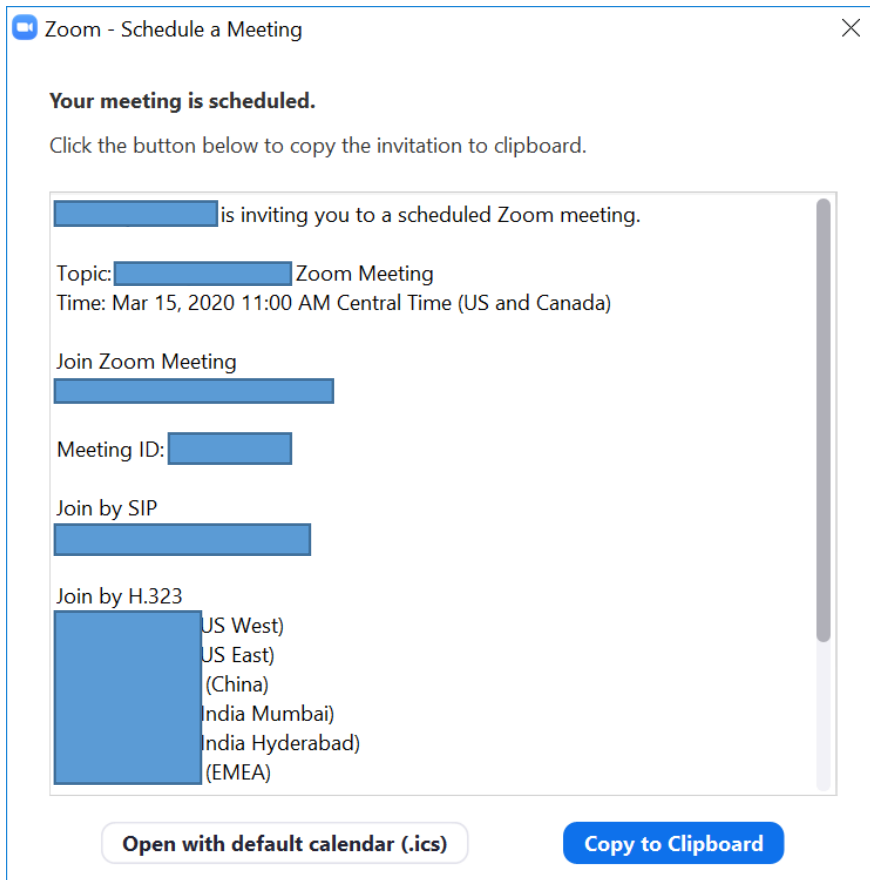 Zoom - Schedule a Meeting
Your meeting is scheduled.
Click the button below to copy the invitation to clipboard.
is inviting you to a scheduled Zoom meeting.
Topic: Zoom Meeting
Time: Mar 15, 2020 11:00 AM Central Time (US and Canada)
Join Zoom Meeting
Meeting ID:
Join by SIP
Join by H.323
US West)
US East)
(China)
India Mumbai)
India Hyderabad)
(EMEA)
Open with default calendar (.ics)
Copy to Clipboard